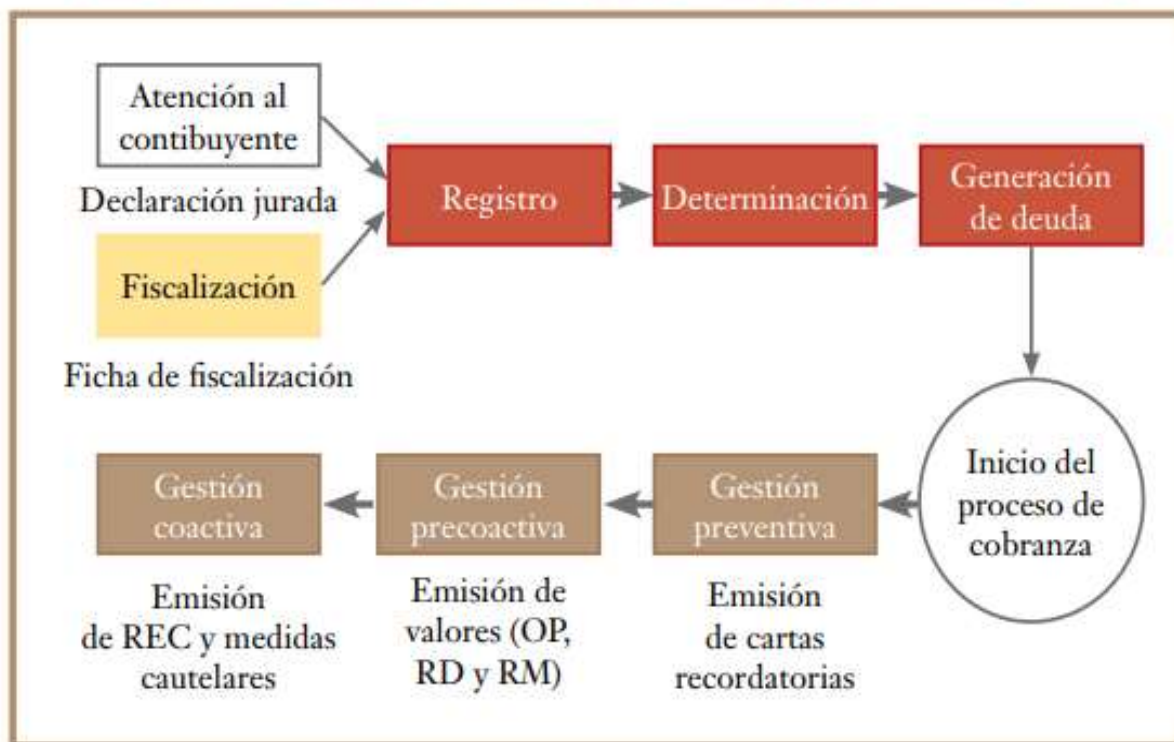 Atención al
contibuyente
Declaración jurada
Fiscalización
Ficha de fiscalización
Registro
Determinación
Generación
de deuda
Inicio del
proceso de
cobranza
Gestión
preventiva
Emisión
de cartas
recordatorias
Gestión
precoactiva
Emisión de
valores (OP,
RD y RM)
Gestión
coactiva
Emisión
de REC y medidas
cautelares